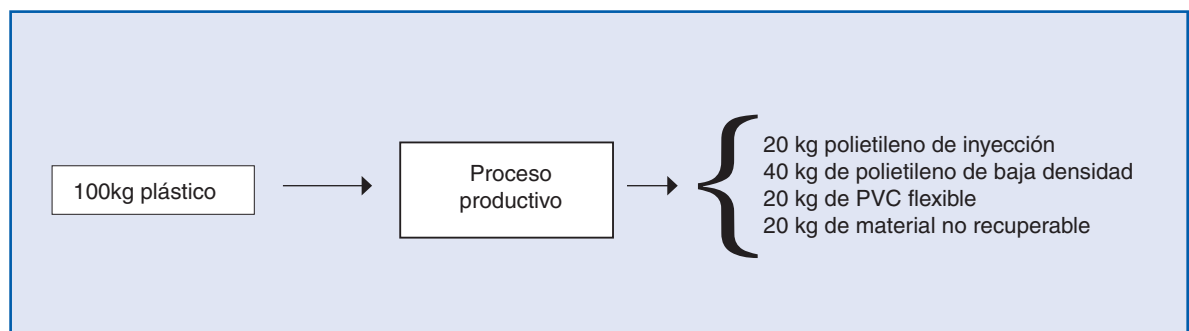 100kg plástico
Proceso
productivo
20 kg polietileno de inyección
40 kg de polietileno de baja densidad
20 kg de PVC flexible
20 kg de material no recuperable